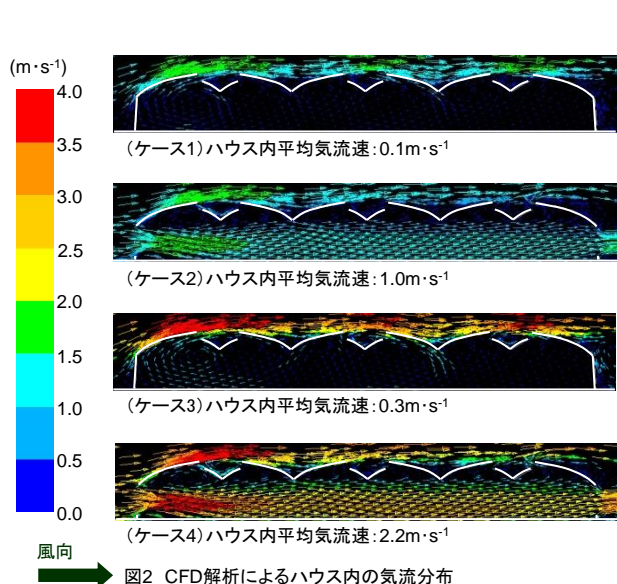 (m·s-1)
4.0
3.5
3.0
2.5
2.0
1.5
1.0
0.5
0.0
(ケース1)ハウス内平均気流速:0.1m·s-1
(ケース2)ハウス内平均気流速:1.0m·s-1
(ケース3)ハウス内平均気流速:0.3m·s-1
(ケース4)ハウス内平均気流速:2.2m·s-1
風向
図2 CFD解析によるハウス内の気流分布